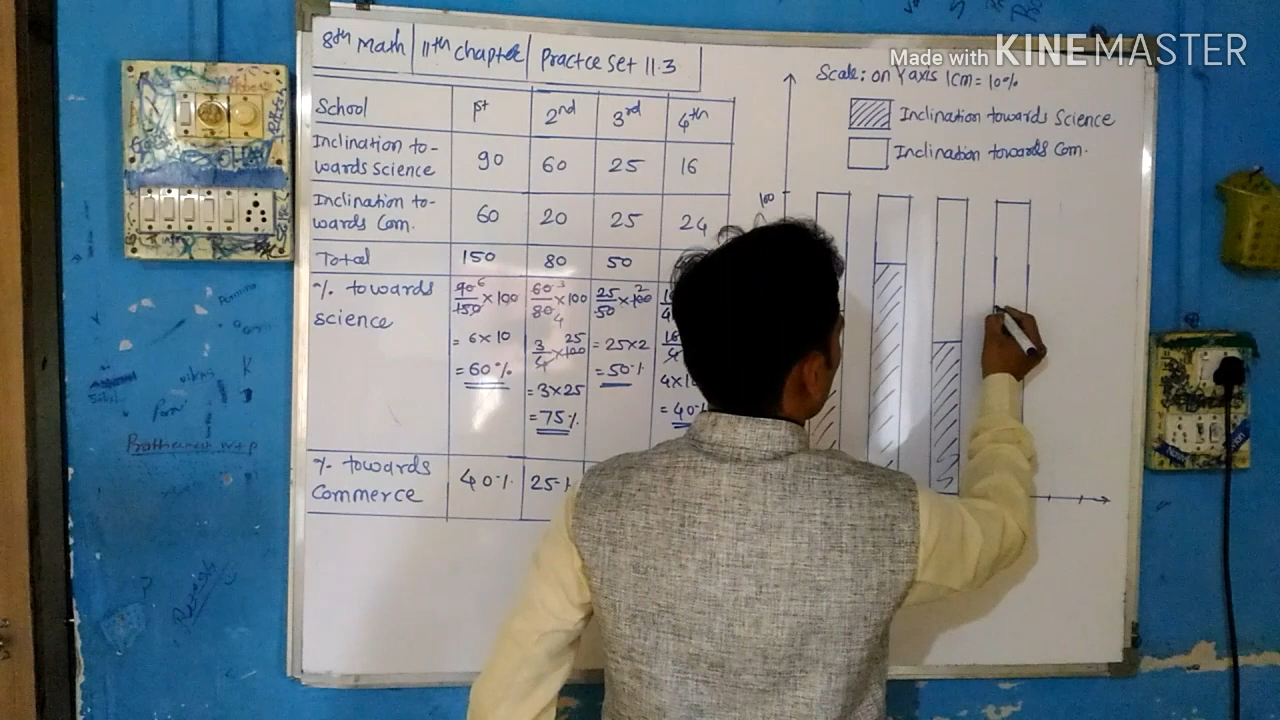 Made with KINEMASTER
8th Math | 11th chapter | Practce set 11.3
School 1st 2nd 3rd 4th
Inclination to-
wards science 90 60 25 16
Inclination to-
wards Com. 60 20 25 24
Total 150 80 50
% towards
science
90/150 × 100 60/80 × 100 25/50 × 100
= 6 × 10 3/4 × 100 = 25 × 2
= 60% = 3 × 25 = 50%
= 75% = 40%
% towards
Commerce 40% 25%
Scale: on Y axis 1cm = 10%
Inclination towards Science
Inclination towards Com.
100